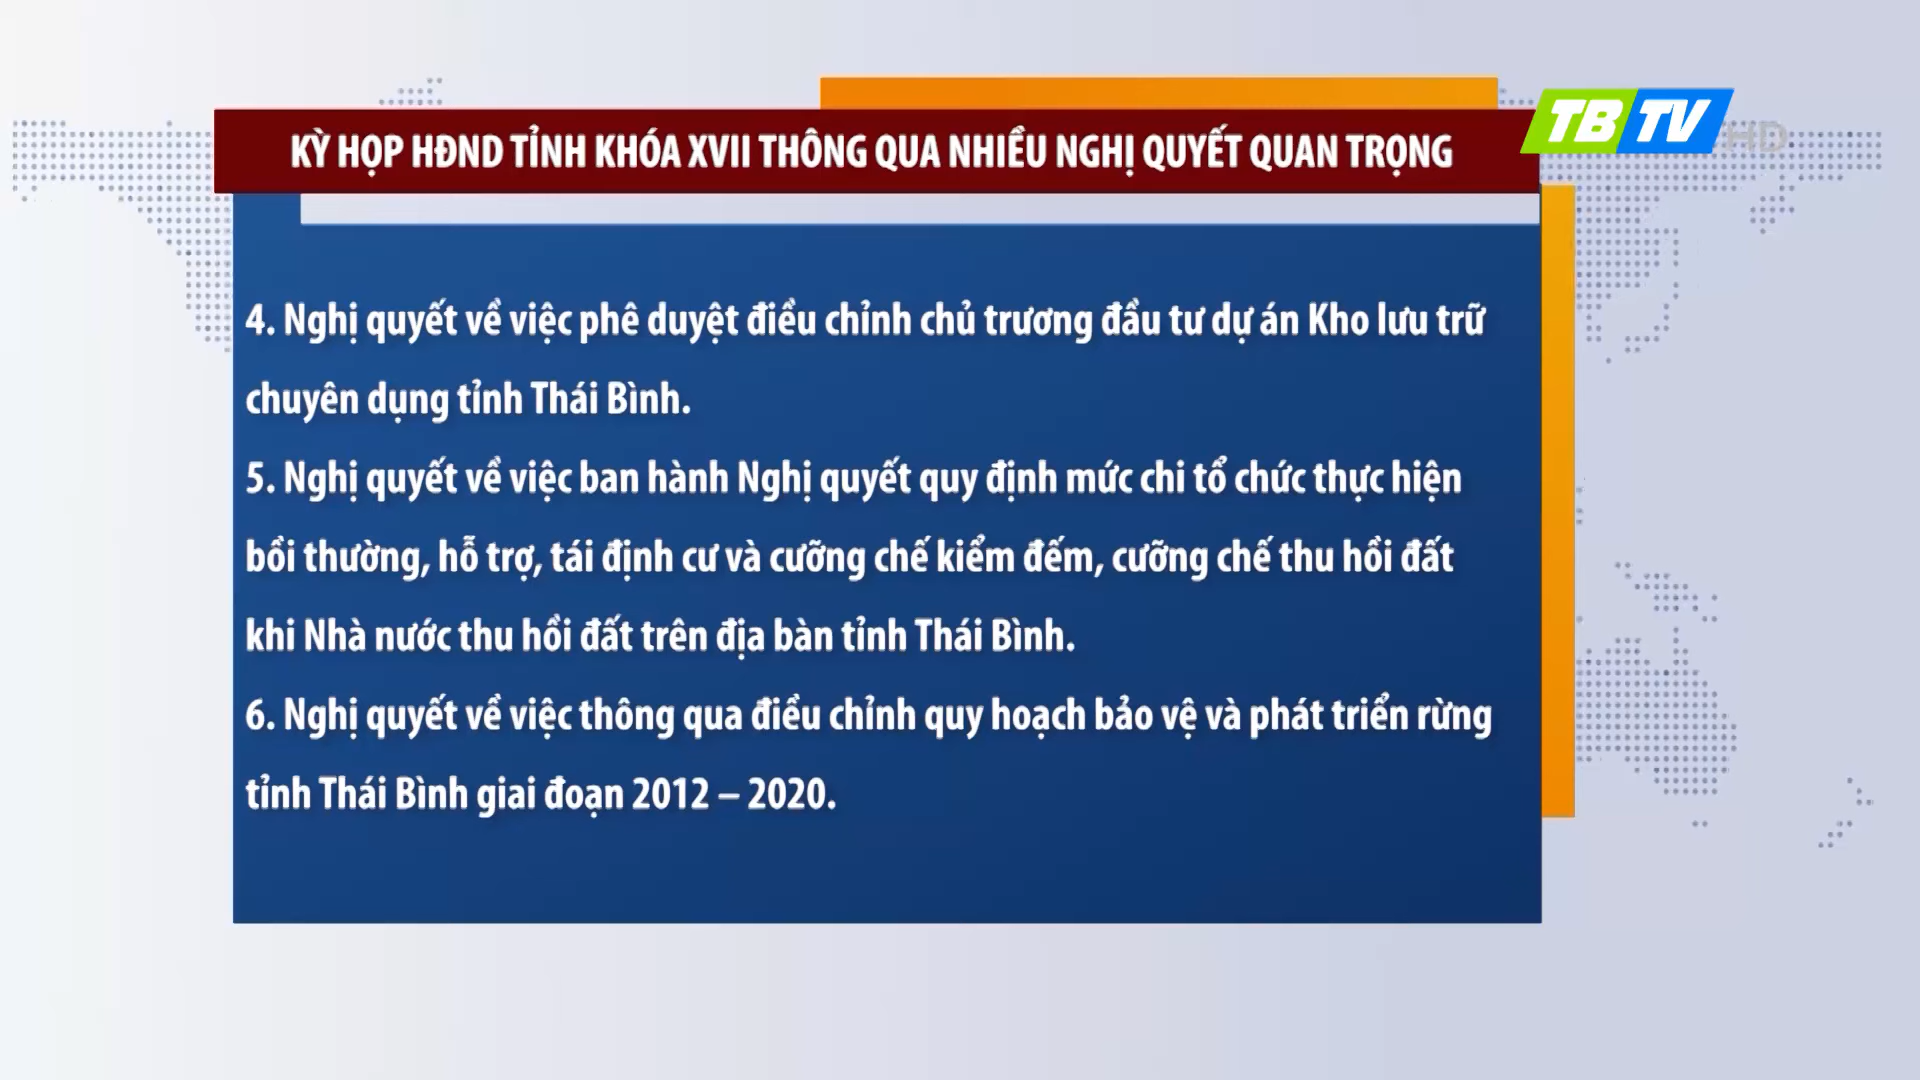 KỲ HỌP HĐND TỈNH KHÓA XVII THÔNG QUA NHIỀU NGHỊ QUYẾT QUAN TRỌNG
TBTV HD
4. Nghị quyết về việc phê duyệt điều chỉnh chủ trương đầu tư dự án Kho lưu trữ
chuyên dụng tỉnh Thái Bình.
5. Nghị quyết về việc ban hành Nghị quyết quy định mức chi tổ chức thực hiện
bồi thường, hỗ trợ, tái định cư và cưỡng chế kiểm đếm, cưỡng chế thu hồi đất
khi Nhà nước thu hồi đất trên địa bàn tỉnh Thái Bình.
6. Nghị quyết về việc thông qua điều chỉnh quy hoạch bảo vệ và phát triển rừng
tỉnh Thái Bình giai đoạn 2012 – 2020.